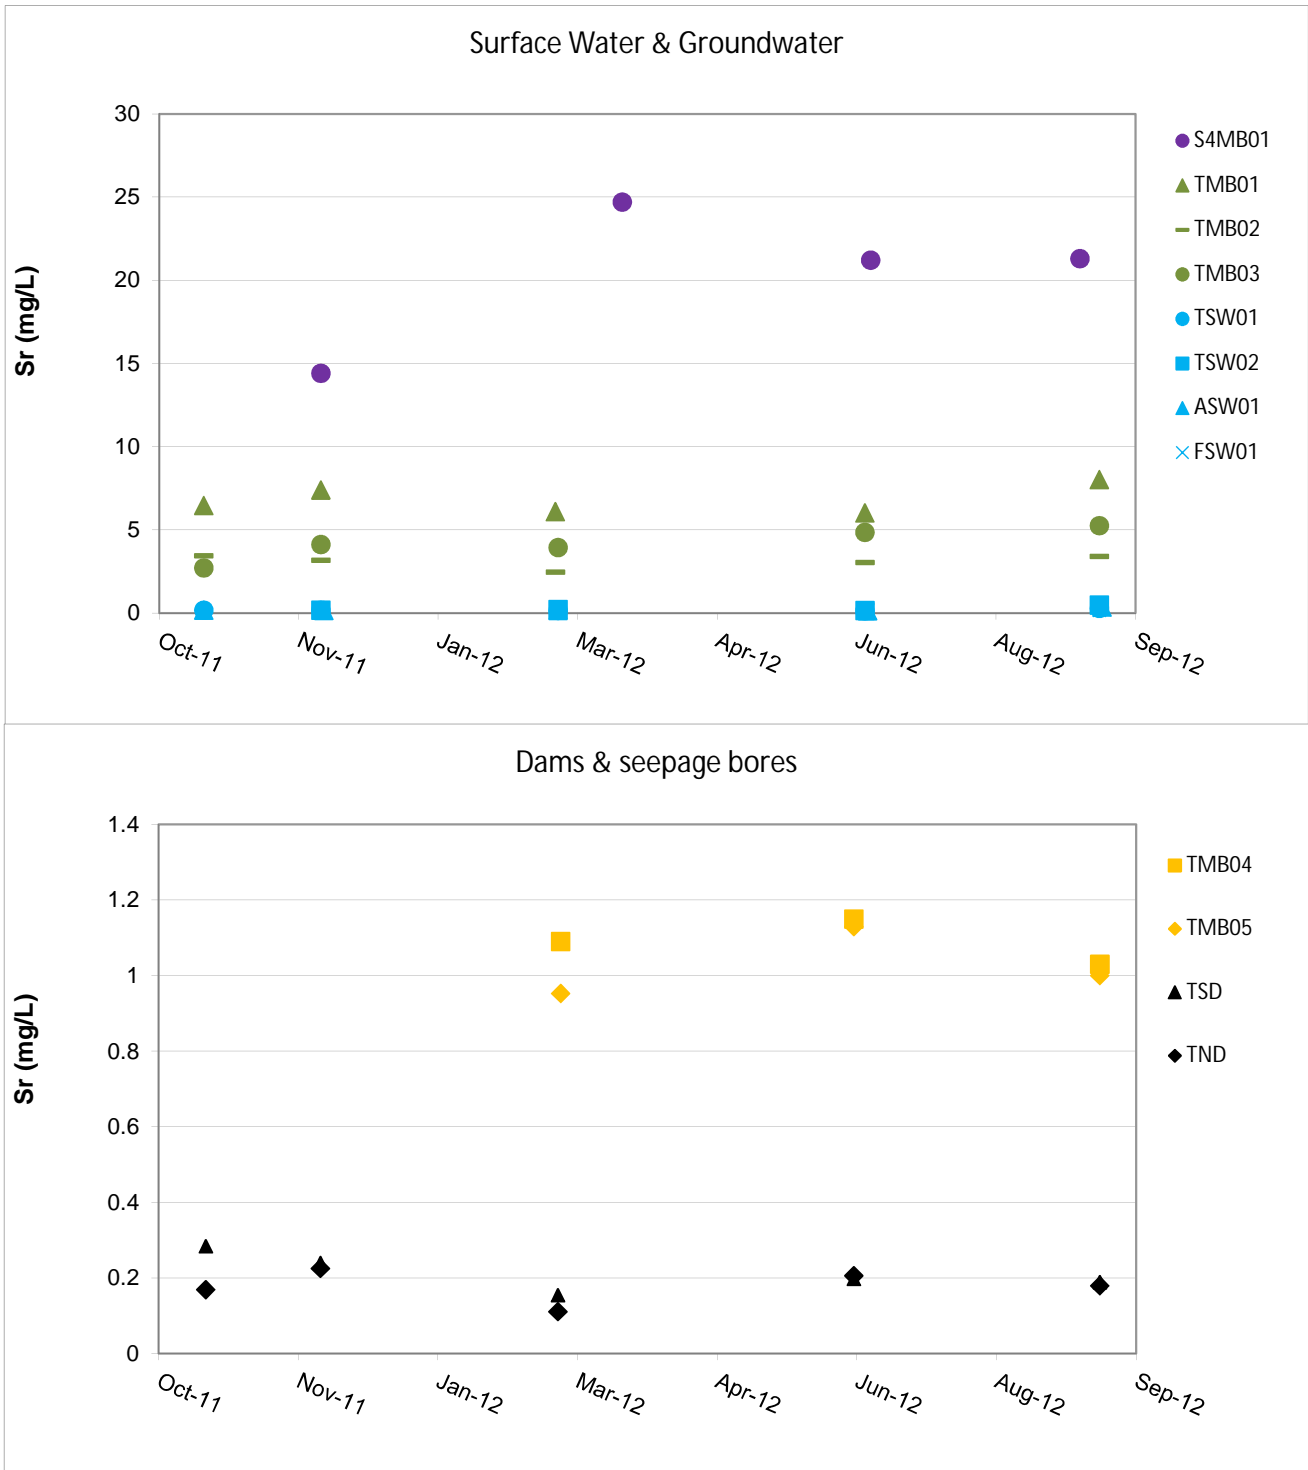 Surface Water & Groundwater
30
25
20
15
10
5
0
Sr (mg/L)
Oct-11 Nov-11 Jan-12 Mar-12 Apr-12 Jun-12 Aug-12 Sep-12
S4MB01
TMB01
TMB02
TMB03
TSW01
TSW02
ASW01
FSW01
Dams & seepage bores
1.4
1.2
1
0.8
0.6
0.4
0.2
0
Sr (mg/L)
Oct-11 Nov-11 Jan-12 Mar-12 Apr-12 Jun-12 Aug-12 Sep-12
TMB04
TMB05
TSD
TND